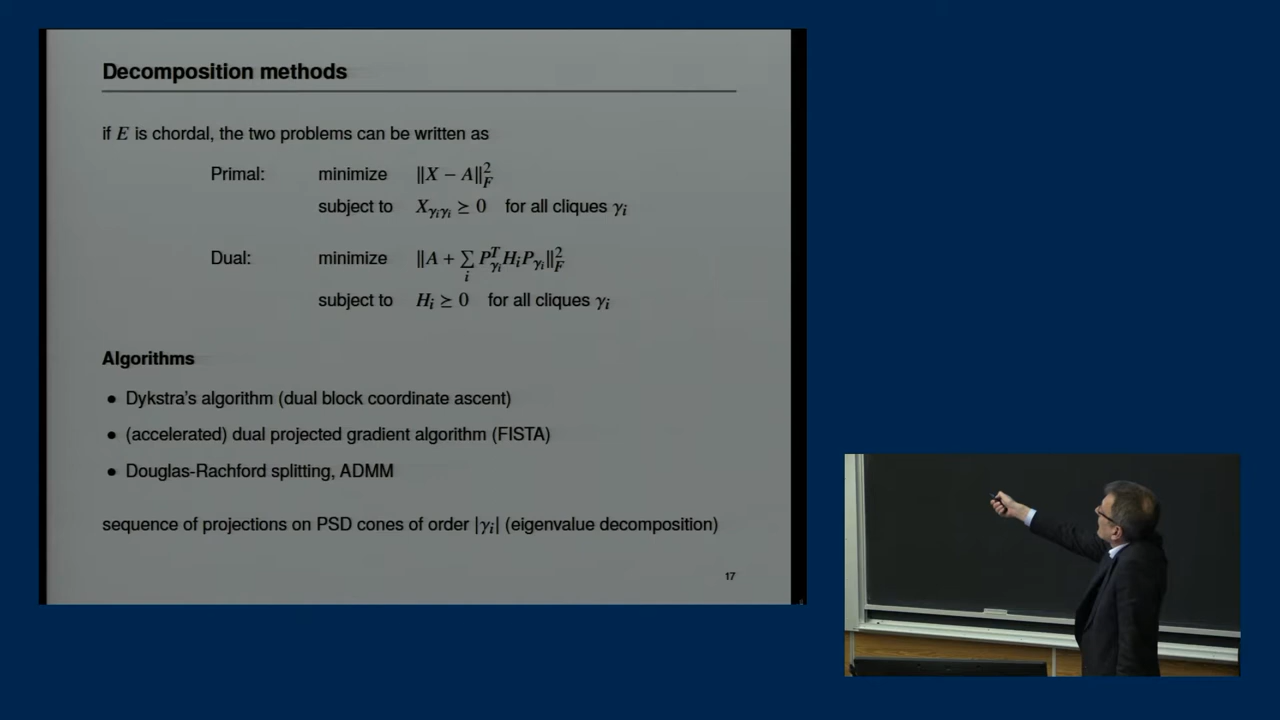 Decomposition methods
if E is chordal, the two problems can be written as
Primal: minimize ‖X − A‖²_F
subject to X_{γ_iγ_i} ⪰ 0 for all cliques γ_i
Dual: minimize ‖A + ∑_i P^T_{γ_i} H_i P_{γ_i}‖²_F
subject to H_i ⪰ 0 for all cliques γ_i
Algorithms
• Dykstra's algorithm (dual block coordinate ascent)
• (accelerated) dual projected gradient algorithm (FISTA)
• Douglas-Rachford splitting, ADMM
sequence of projections on PSD cones of order |γ_i| (eigenvalue decomposition)
17